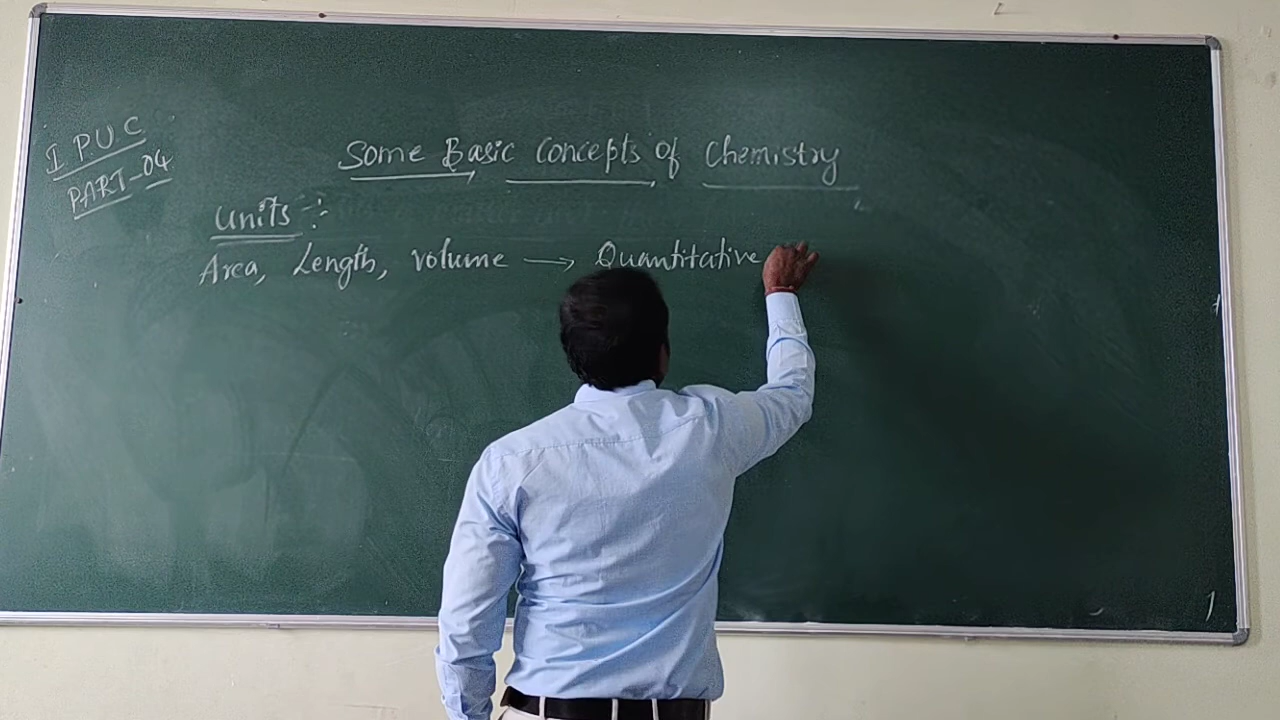 I PUC
PART-04
Some Basic Concepts of Chemistry
Units :-
Area, Length, volume → Quantitative